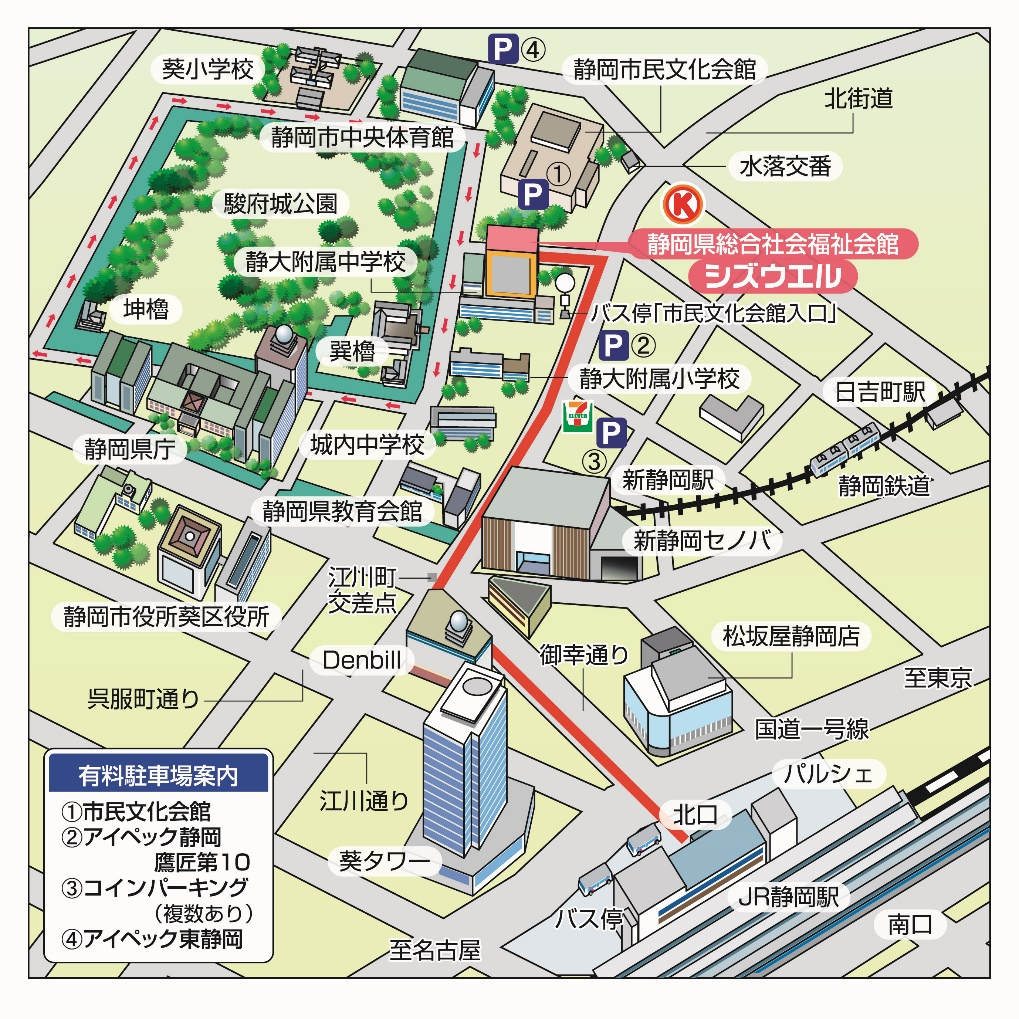 P④
葵小学校
静岡市民文化会館
北街道
静岡市中央体育館
水落交番
①
P
K
駿府城公園
静岡県総合社会福祉会館
シズウエル
静大附属中学校
坤櫓
バス停「市民文化会館入口」
巽櫓
P②
静大附属小学校
日吉町駅
7
ELEVEN
P
③
静岡県庁
城内中学校
新静岡駅
静岡鉄道
静岡県教育会館
新静岡セノバ
江川町
交差点
静岡市役所葵区役所
松坂屋静岡店
Denbill
御幸通り
至東京
呉服町通り
国道一号線
パルシェ
有料駐車場案内
①市民文化会館
②アイペック静岡
鷹匠第10
③コインパーキング
（複数あり）
④アイペック東静岡
江川通り
北口
葵タワー
JR静岡駅
バス停
南口
至名古屋